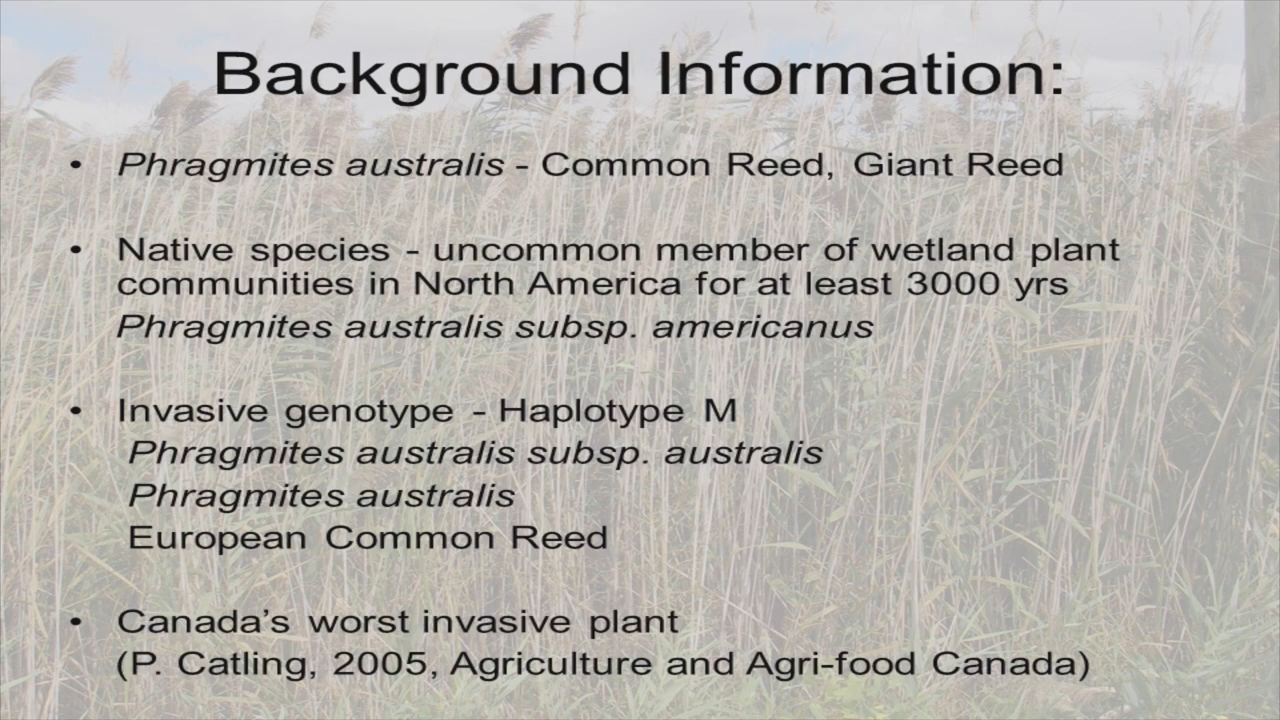 Background Information:
• Phragmites australis - Common Reed, Giant Reed
• Native species - uncommon member of wetland plant
communities in North America for at least 3000 yrs
Phragmites australis subsp. americanus
• Invasive genotype - Haplotype M
Phragmites australis subsp. australis
Phragmites australis
European Common Reed
• Canada’s worst invasive plant
(P. Catling, 2005, Agriculture and Agri-food Canada)